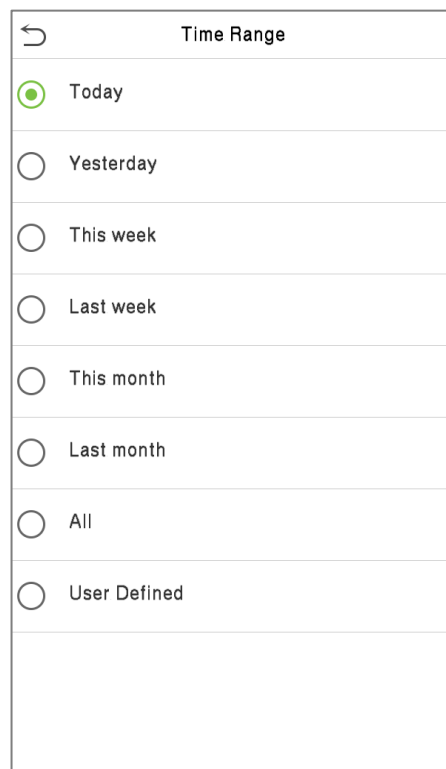 Time Range
Today
Yesterday
This week
Last week
This month
Last month
All
User Defined